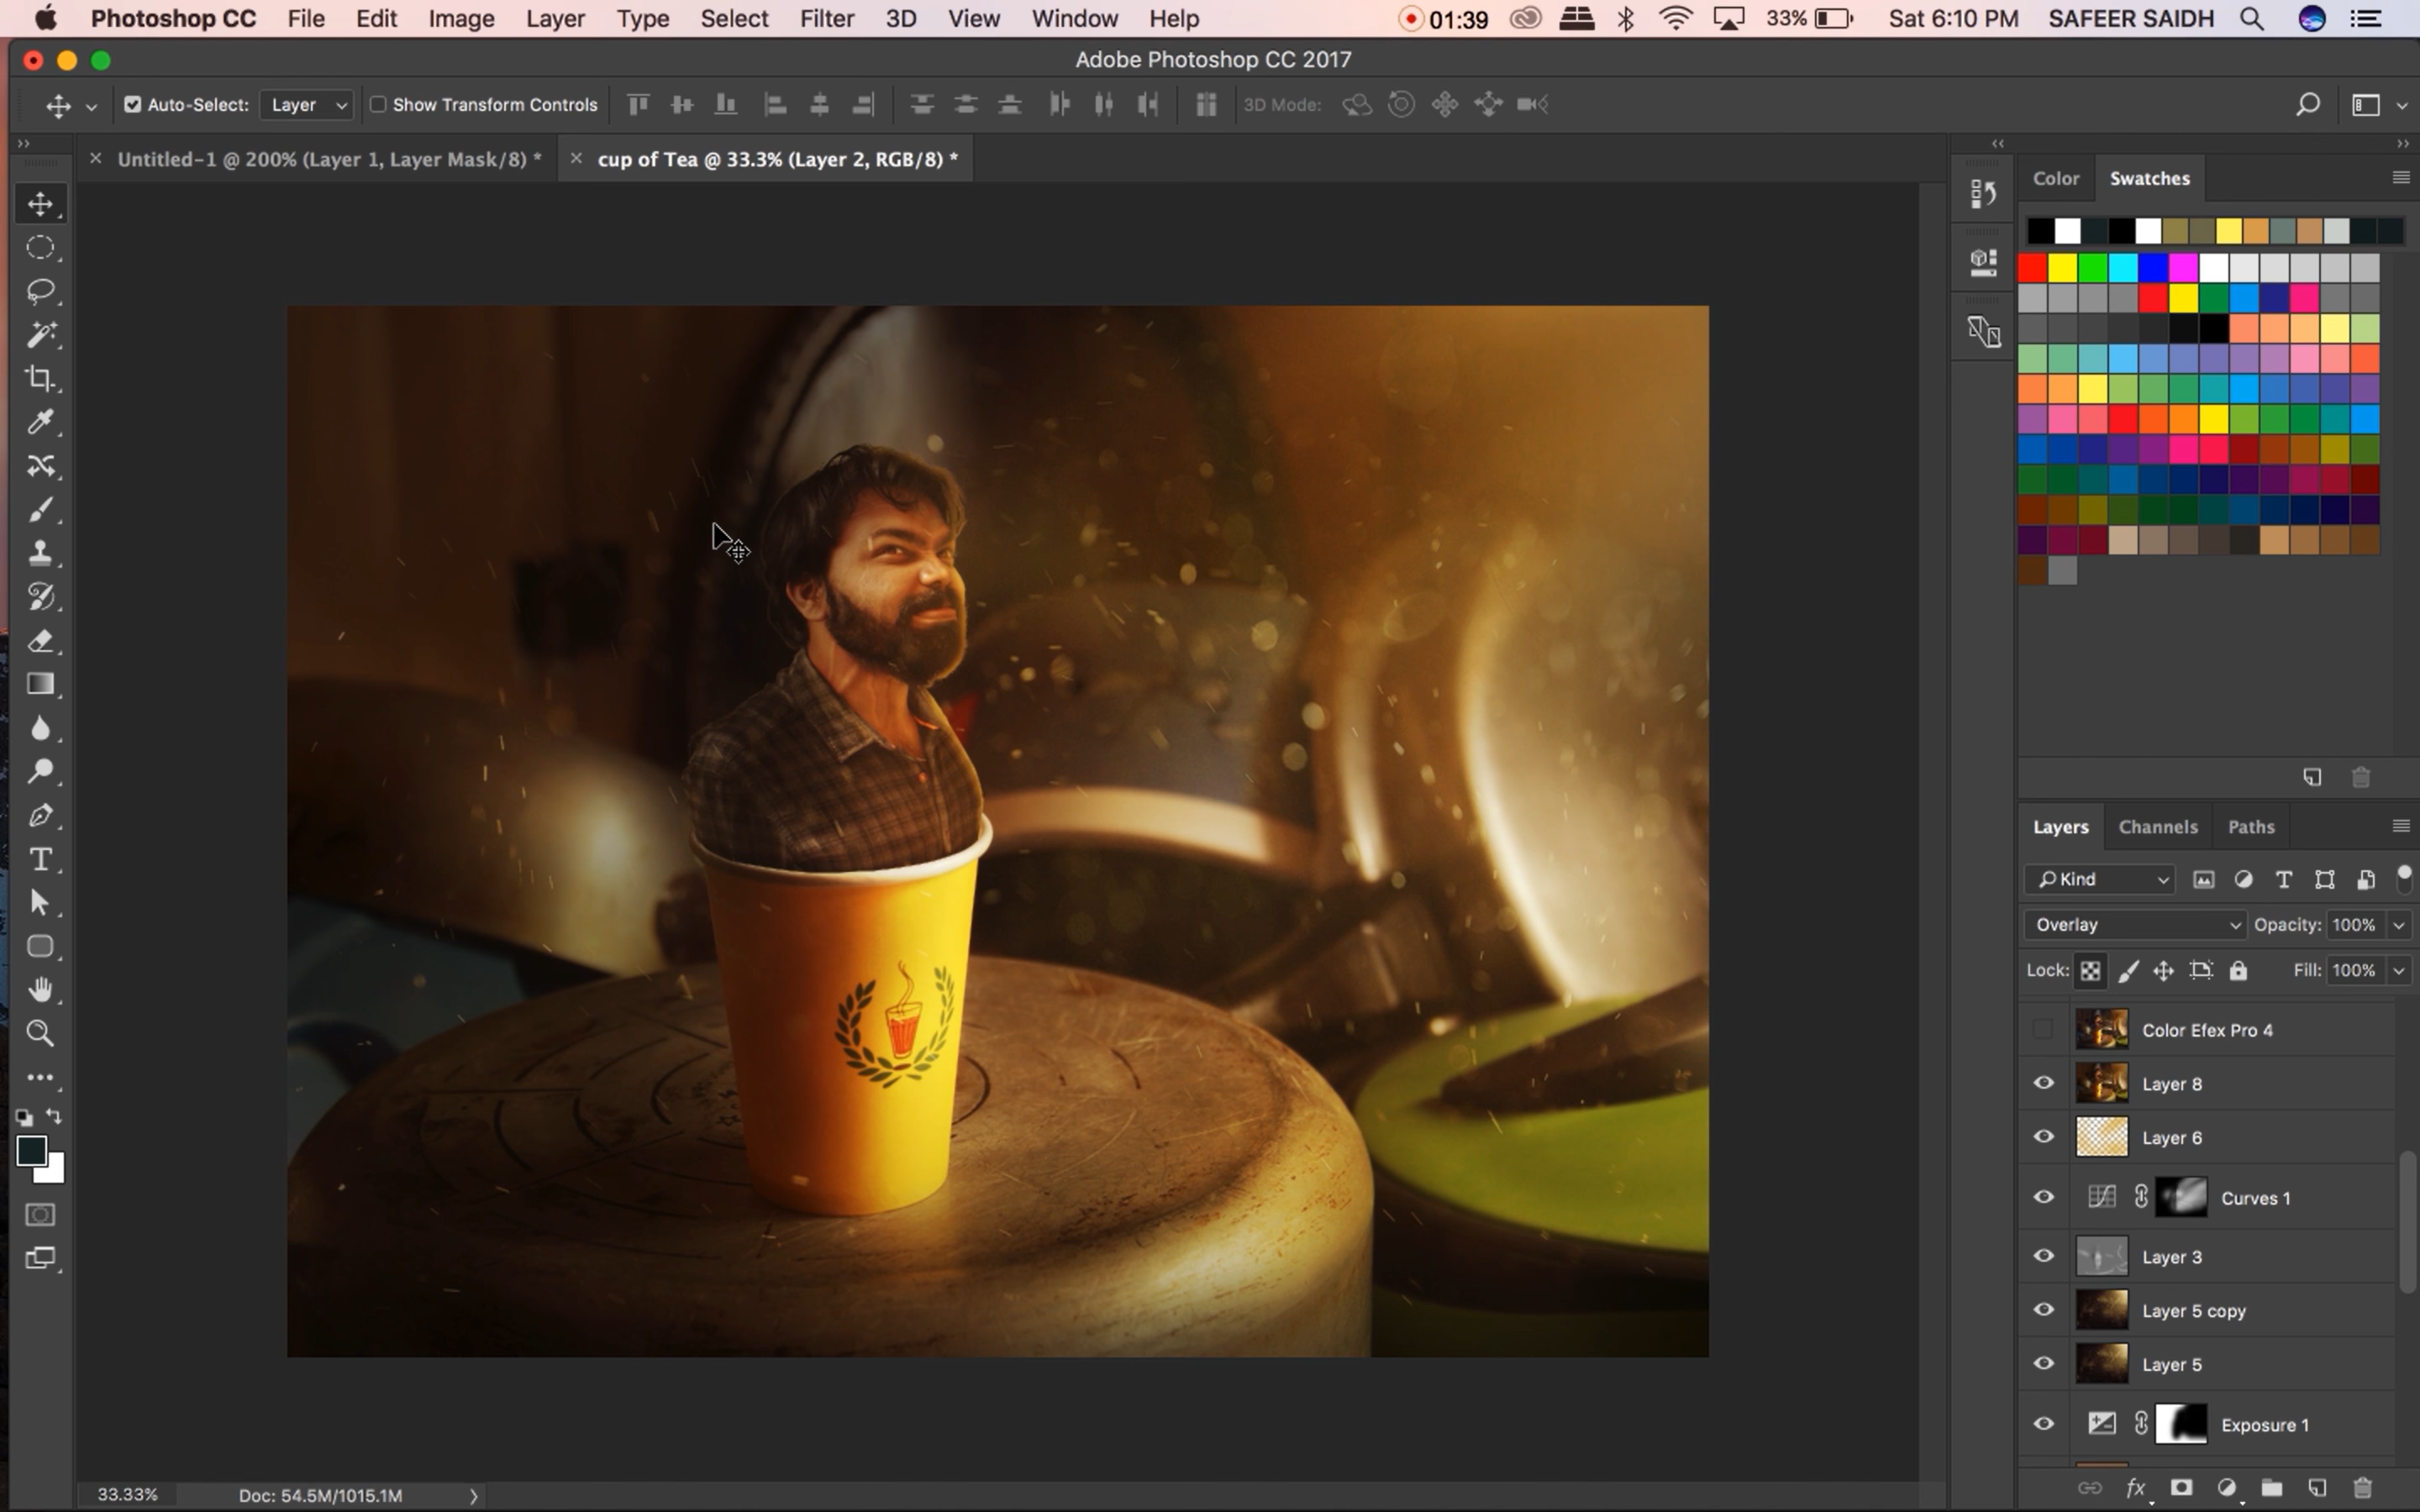 Photoshop CC File Edit Image Layer Type Select Filter 3D View Window Help 01:39 33% Sat 6:10 PM SAFEER SAIDH
Adobe Photoshop CC 2017
Auto-Select: Layer Show Transform Controls 3D Mode:
Untitled-1 @ 200% (Layer 1, Layer Mask/8) * cup of Tea @ 33.3% (Layer 2, RGB/8) *
Color Swatches
Layers Channels Paths
Kind
Overlay Opacity: 100%
Lock: Fill: 100%
Color Efex Pro 4
Layer 8
Layer 6
Curves 1
Layer 3
Layer 5 copy
Layer 5
Exposure 1
fx
33.33% Doc: 54.5M/1015.1M